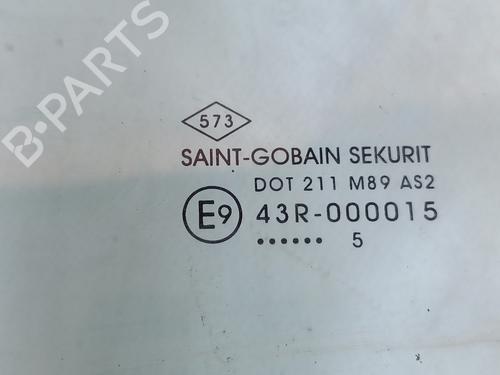 B-PARTS
573
SAINT-GOBAIN SEKURIT
DOT 211 M89 AS2
E9 43R-000015
...... 5